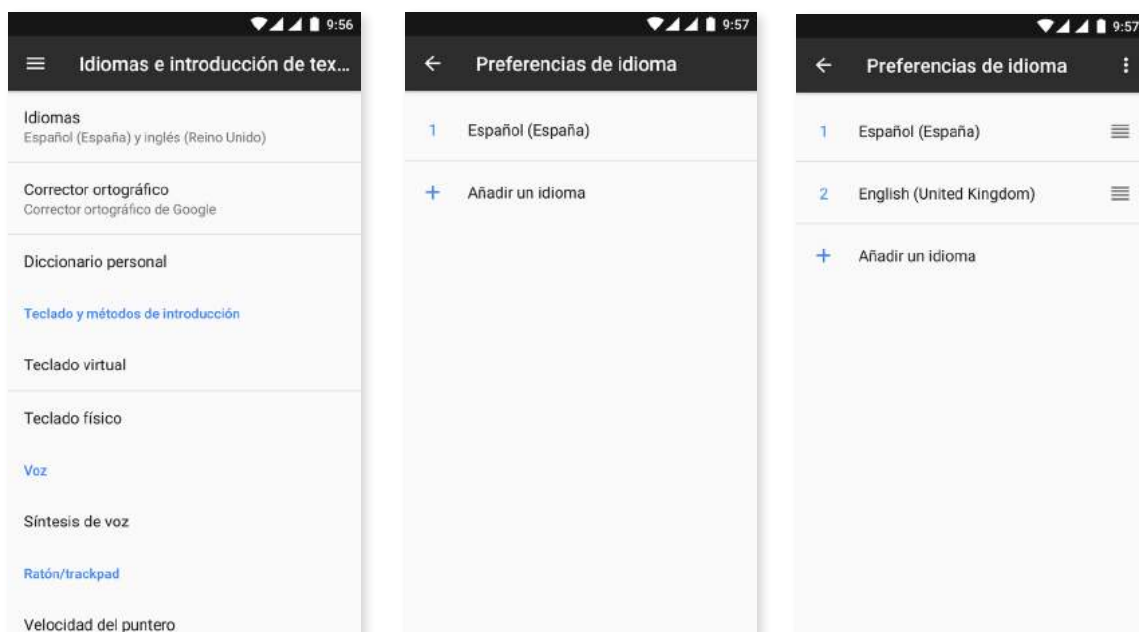 9:56
Idiomas e introducción de tex...
Idiomas
Español (España) y inglés (Reino Unido)
Corrector ortográfico
Corrector ortográfico de Google
Diccionario personal
Teclado y métodos de introducción
Teclado virtual
Teclado físico
Voz
Síntesis de voz
Ratón/trackpad
Velocidad del puntero
9:57
Preferencias de idioma
1 Español (España)
+ Añadir un idioma
9:57
Preferencias de idioma
1 Español (España)
2 English (United Kingdom)
+ Añadir un idioma